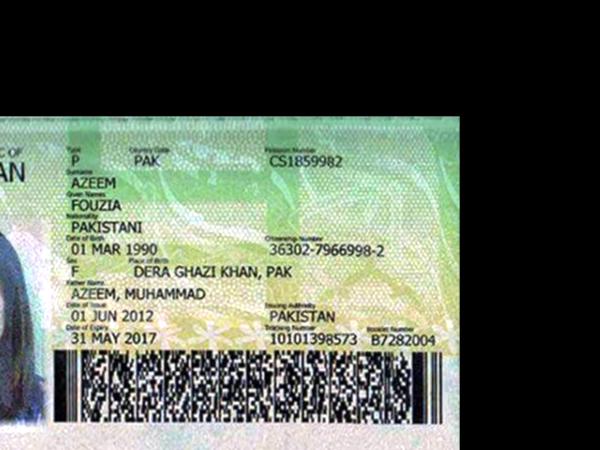 C OF
AN
Type Country Code Passport Number
P PAK CS1859982
Surname
AZEEM
Given Names
FOUZIA
Nationality
PAKISTANI
Date of Birth Citizenship Number
01 MAR 1990 36302-7966998-2
Sex Place of Birth
F DERA GHAZI KHAN, PAK
Father Name
AZEEM, MUHAMMAD
Date of Issue Issuing Authority
01 JUN 2012 PAKISTAN
Date of Expiry Tracking Number Booklet Number
31 MAY 2017 10101398573 B7282004